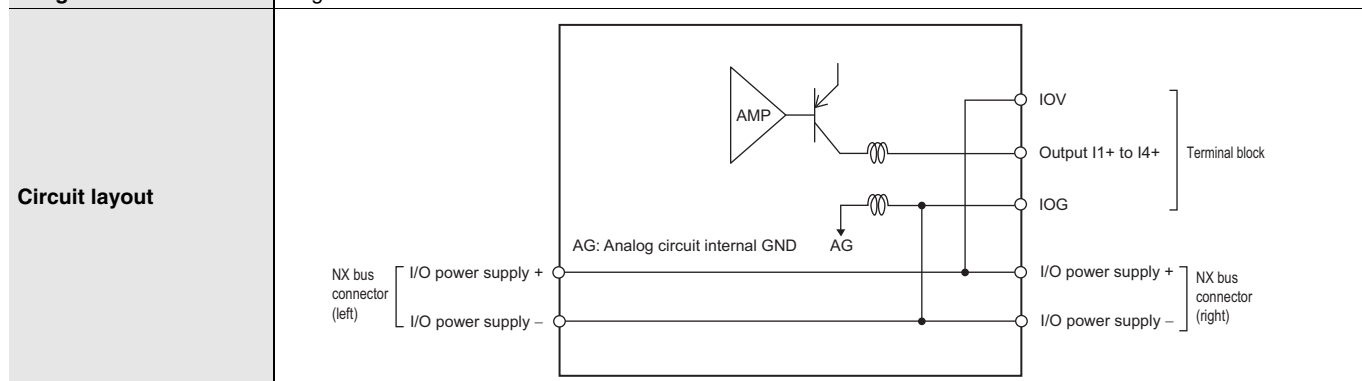 Circuit layout
AMP
IOV
Output I1+ to I4+
Terminal block
IOG
AG: Analog circuit internal GND
AG
NX bus
connector
(left)
I/O power supply +
I/O power supply –
I/O power supply +
I/O power supply –
NX bus
connector
(right)